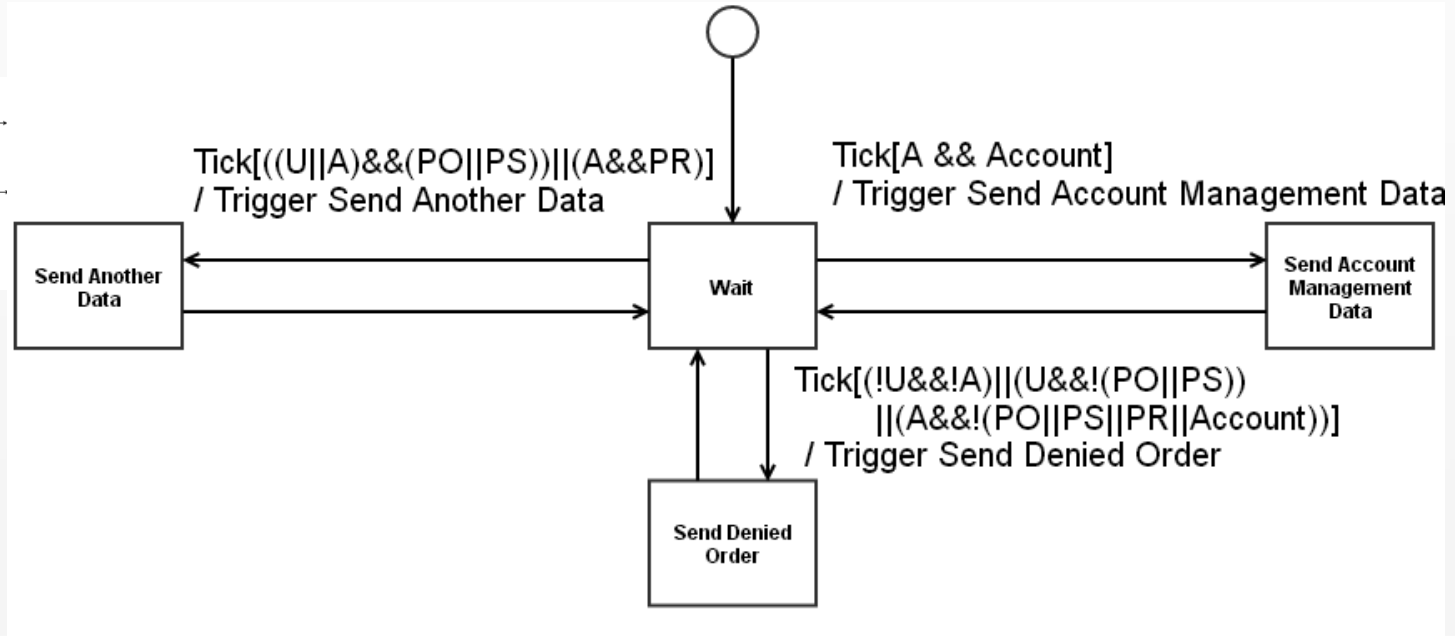 Tick[((U||A)&&(PO||PS))||(A&&PR)]
/ Trigger Send Another Data
Tick[A && Account]
/ Trigger Send Account Management Data
Send Another
Data
Wait
Send Account
Management
Data
Tick[(!U&&!A)||(U&&!(PO||PS))
||(A&&!(PO||PS||PR||Account))]
/ Trigger Send Denied Order
Send Denied
Order